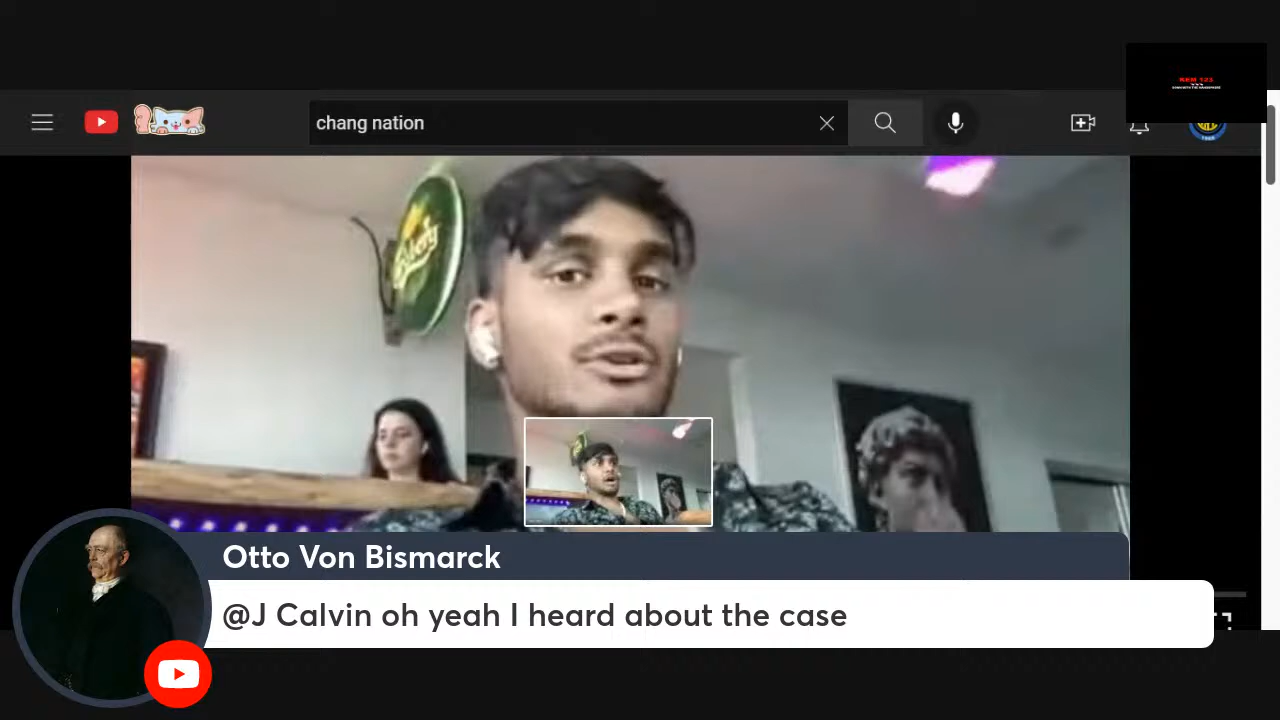 chang nation
Otto Von Bismarck
@J Calvin oh yeah I heard about the case